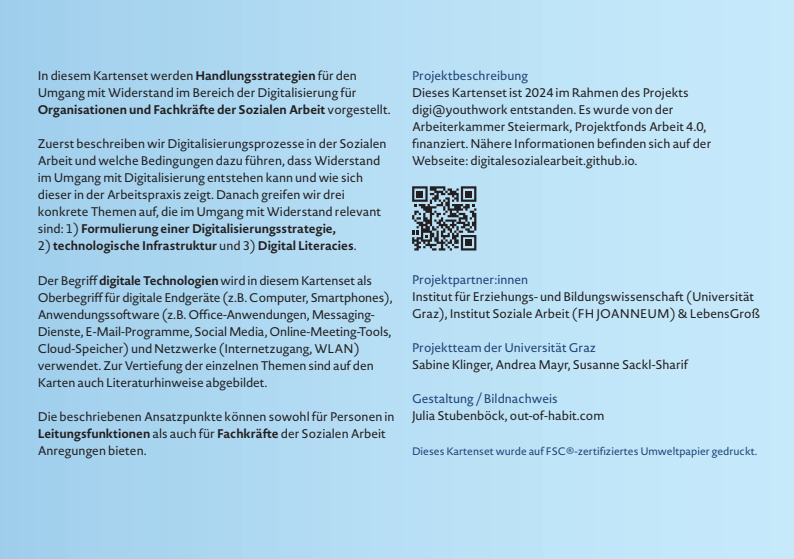 In diesem Kartenset werden Handlungsstrategien für den
Umgang mit Widerstand im Bereich der Digitalisierung für
Organisationen und Fachkräfte der Sozialen Arbeit vorgestellt.
Zuerst beschreiben wir Digitalisierungsprozesse in der Sozialen
Arbeit und welche Bedingungen dazu führen, dass Widerstand
im Umgang mit Digitalisierung entstehen kann und wie sich
dieser in der Arbeitspraxis zeigt. Danach greifen wir drei
konkrete Themen auf, die im Umgang mit Widerstand relevant
sind: 1) Formulierung einer Digitalisierungsstrategie,
2) technologische Infrastruktur und 3) Digital Literacies.
Der Begriff digitale Technologien wird in diesem Kartenset als
Oberbegriff für digitale Endgeräte (z.B. Computer, Smartphones),
Anwendungssoftware (z.B. Office-Anwendungen, Messaging-
Dienste, E-Mail-Programme, Social Media, Online-Meeting-Tools,
Cloud-Speicher) und Netzwerke (Internetzugang, WLAN)
verwendet. Zur Vertiefung der einzelnen Themen sind auf den
Karten auch Literaturhinweise abgebildet.
Die beschriebenen Ansatzpunkte können sowohl für Personen in
Leitungsfunktionen als auch für Fachkräfte der Sozialen Arbeit
Anregungen bieten.
Projektbeschreibung
Dieses Kartenset ist 2024 im Rahmen des Projekts
digi@youthwork entstanden. Es wurde von der
Arbeiterkammer Steiermark, Projektfonds Arbeit 4.0,
finanziert. Nähere Informationen befinden sich auf der
Webseite: digitalesozialearbeit.github.io.
Projektpartner:innen
Institut für Erziehungs- und Bildungswissenschaft (Universität
Graz), Institut Soziale Arbeit (FH JOANNEUM) & LebensGroß
Projektteam der Universität Graz
Sabine Klinger, Andrea Mayr, Susanne Sackl-Sharif
Gestaltung / Bildnachweis
Julia Stubenböck, out-of-habit.com
Dieses Kartenset wurde auf FSC®-zertifiziertes Umweltpapier gedruckt.